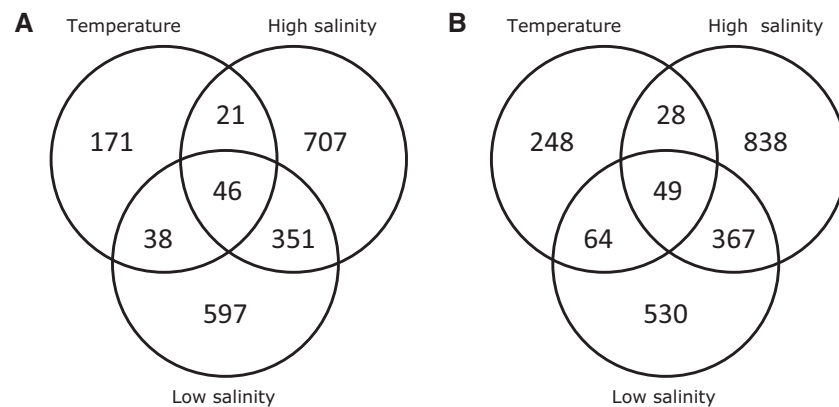 A B
Temperature High salinity Temperature High salinity
21 28
171 707 248 838
46 49
38 351 64 367
597 530
Low salinity Low salinity